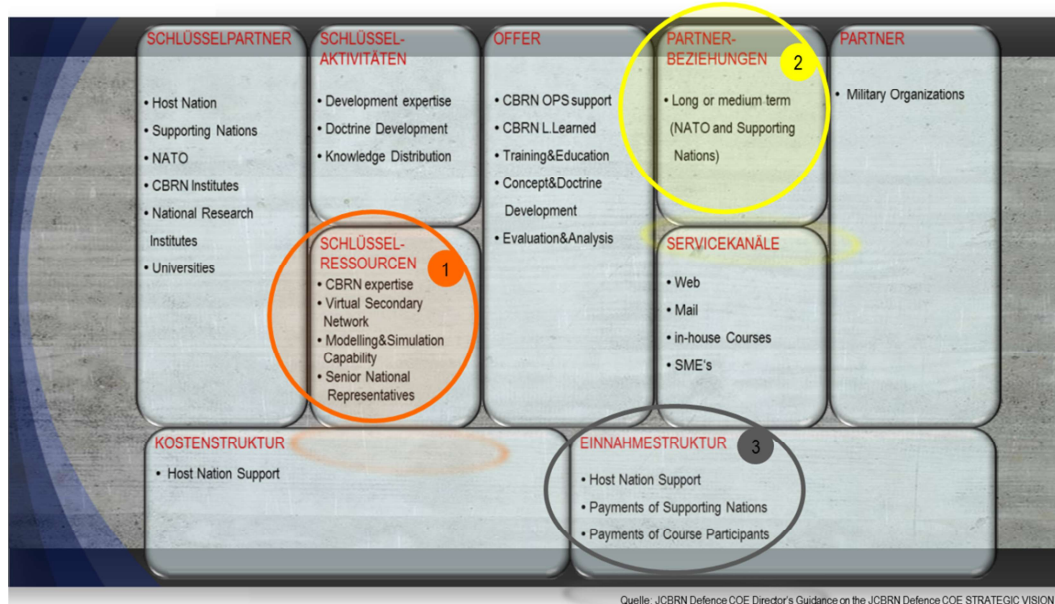 SCHLÜSSELPARTNER
• Host Nation
• Supporting Nations
• NATO
• CBRN Institutes
• National Research
Institutes
• Universities
SCHLÜSSEL-
AKTIVITÄTEN
• Development expertise
• Doctrine Development
• Knowledge Distribution
SCHLÜSSEL-
RESSOURCEN
1
• CBRN expertise
• Virtual Secondary
Network
• Modelling&Simulation
Capability
• Senior National
Representatives
OFFER
• CBRN OPS support
• CBRN L.Learned
• Training&Education
• Concept&Doctrine
Development
• Evaluation&Analysis
PARTNER-
BEZIEHUNGEN
2
• Long or medium term
(NATO and Supporting
Nations)
SERVICEKANÄLE
• Web
• Mail
• in-house Courses
• SME's
PARTNER
• Military Organizations
KOSTENSTRUKTUR
• Host Nation Support
EINNAHMESTRUKTUR
3
• Host Nation Support
• Payments of Supporting Nations
• Payments of Course Participants
Quelle: JCBRN Defence COE Director's Guidance on the JCBRN Defence COE STRATEGIC VISION